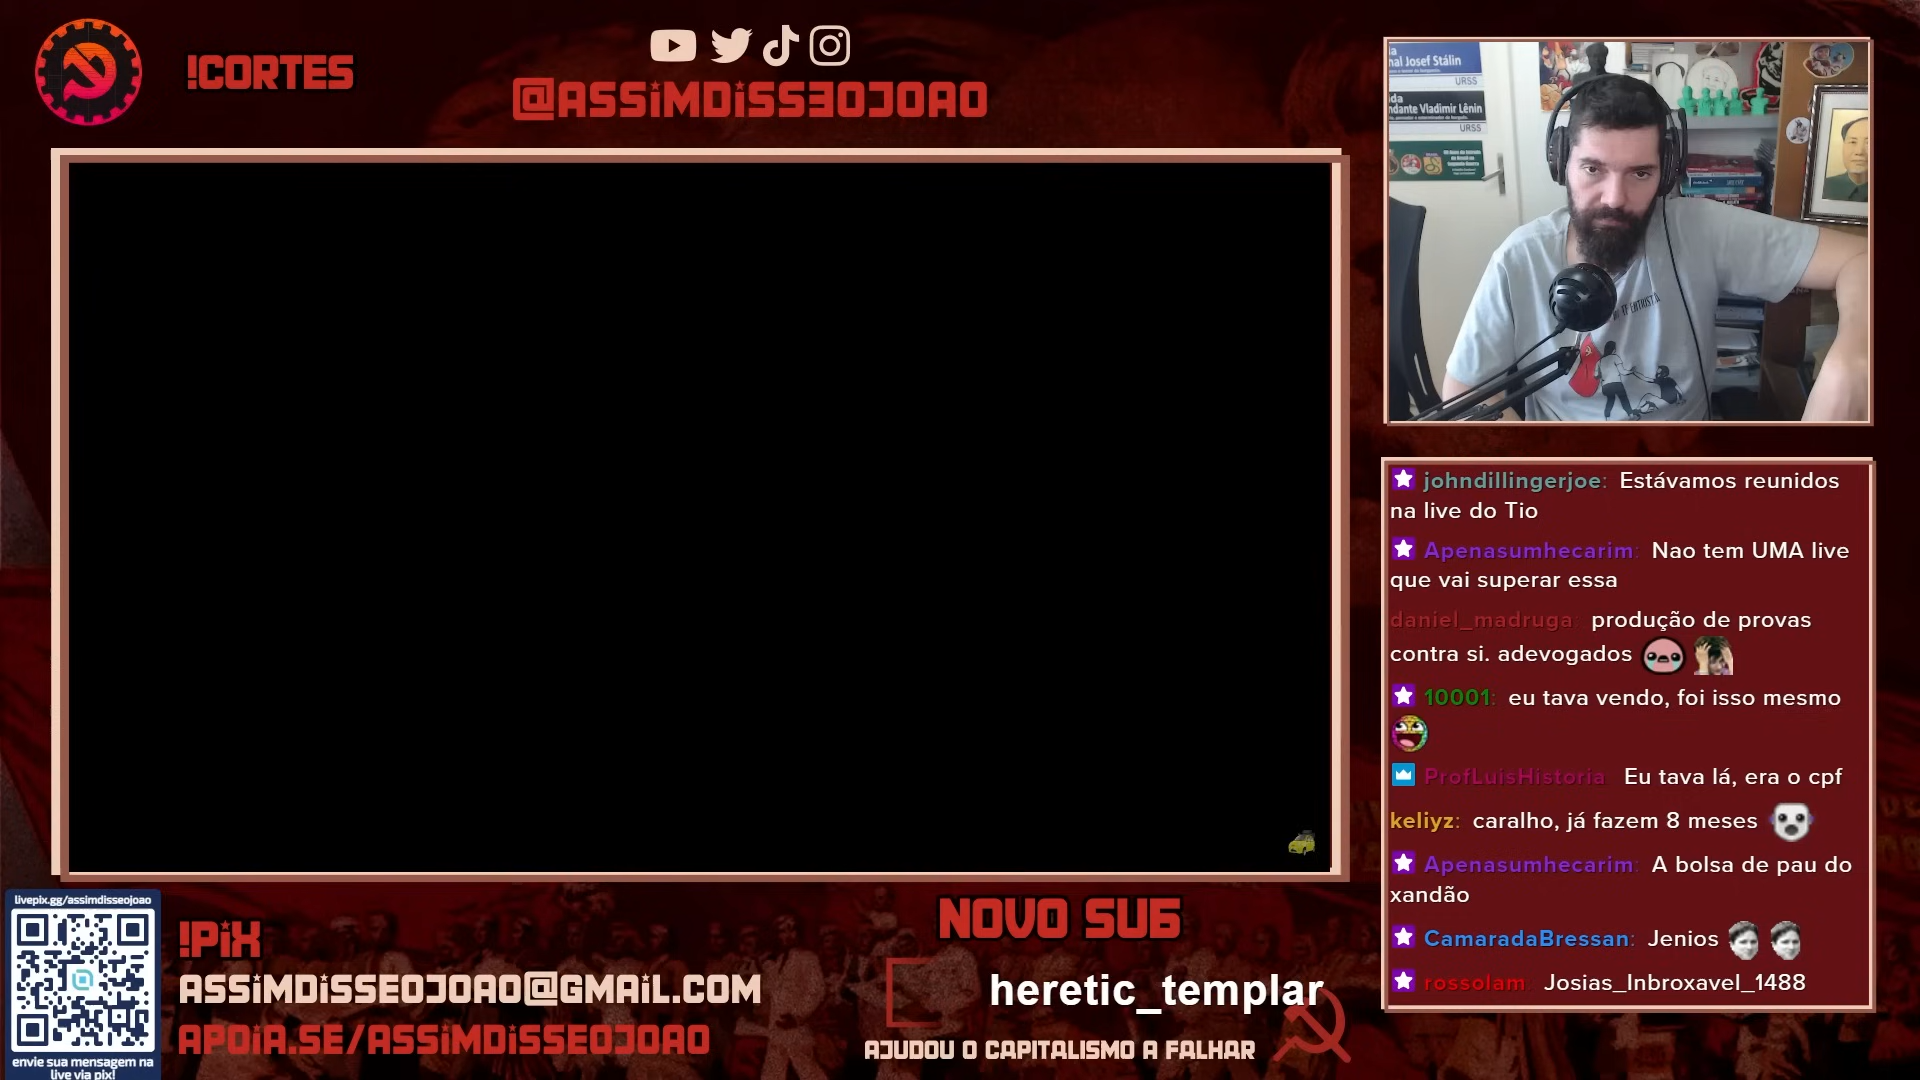 !CORTES
@ASSIMDISSEOJOAO
nal Josef Stálin
URSS
ndante Vladimir Lênin
URSS
johndillingerjoe: Estávamos reunidos
na live do Tio
Apenasumhecarim: Nao tem UMA live
que vai superar essa
daniel_madruga: produção de provas
contra si. adevogados
10001: eu tava vendo, foi isso mesmo
ProfLuisHistoria: Eu tava lá, era o cpf
keliyz: caralho, já fazem 8 meses
Apenasumhecarim: A bolsa de pau do
xandão
CamaradaBressan: Jenios
rossolam: Josias_Inbroxavel_1488
livepix.gg/assimdisseojoao
envie sua mensagem na
live via pix!
!PIX
ASSIMDISSEOJOAO@GMAIL.COM
APOIA.SE/ASSIMDISSEOJOAO
NOVO SUB
heretic_templar
AJUDOU O CAPITALISMO A FALHAR